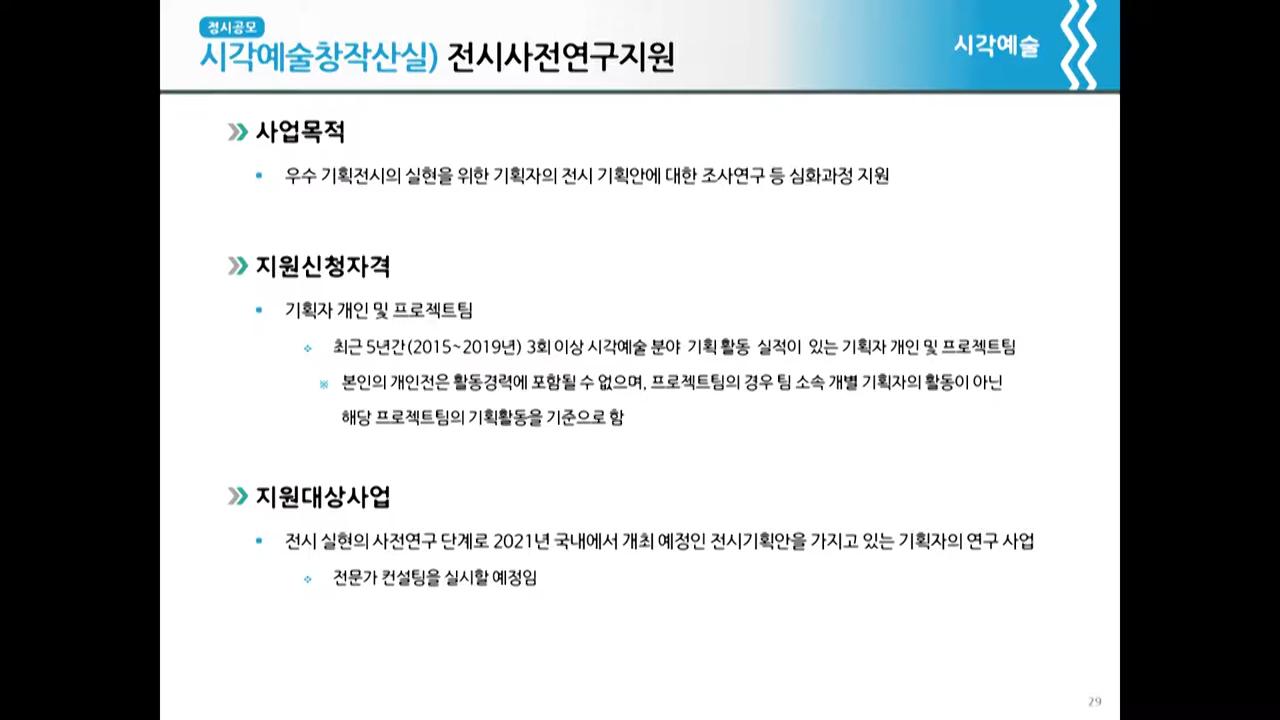 정시공모
시각예술창작산실) 전시사전연구지원
시각예술
사업목적
우수 기획전시의 실현을 위한 기획자의 전시 기획안에 대한 조사연구 등 심화과정 지원
지원신청자격
기획자 개인 및 프로젝트팀
최근 5년간(2015~2019년) 3회 이상 시각예술 분야 기획 활동 실적이 있는 기획자 개인 및 프로젝트팀
※ 본인의 개인전은 활동경력에 포함될 수 없으며, 프로젝트팀의 경우 팀 소속 개별 기획자의 활동이 아닌
해당 프로젝트팀의 기획활동을 기준으로 함
지원대상사업
전시 실현의 사전연구 단계로 2021년 국내에서 개최 예정인 전시기획안을 가지고 있는 기획자의 연구 사업
전문가 컨설팅을 실시할 예정임
29